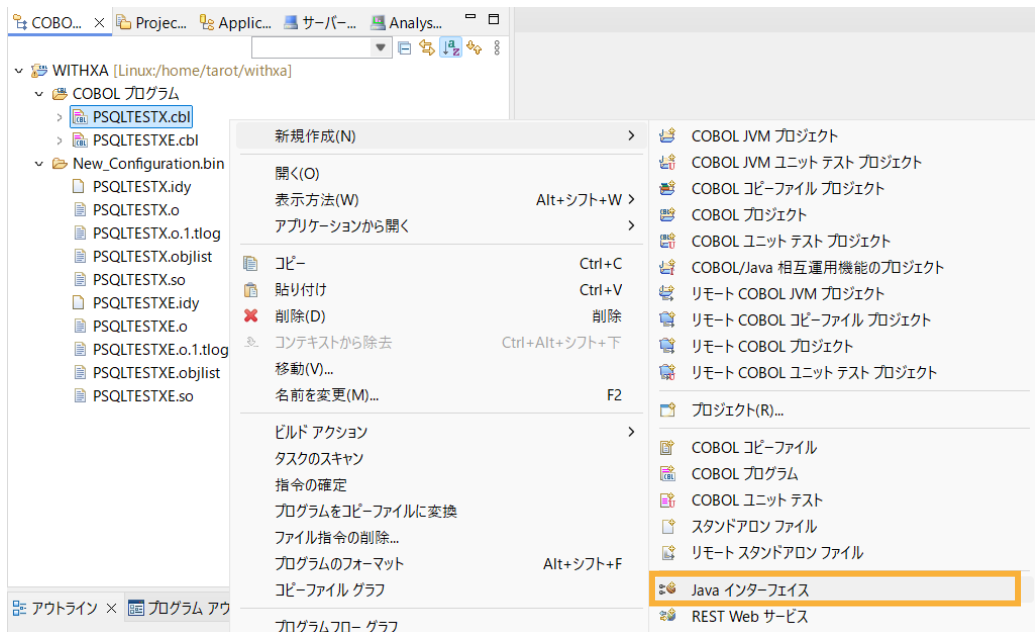 COBO... Projec... Applic... サーバー... Analys...
WITHXA [Linux:/home/tarot/withxa]
COBOL プログラム
PSQLTESTX.cbl
PSQLTESTXE.cbl
New_Configuration.bin
PSQLTESTX.idy
PSQLTESTX.o
PSQLTESTX.o.1.tlog
PSQLTESTX.objlist
PSQLTESTX.so
PSQLTESTXE.idy
PSQLTESTXE.o
PSQLTESTXE.o.1.tlog
PSQLTESTXE.objlist
PSQLTESTXE.so
アウトライン プログラム アウ
新規作成(N)
開く(O)
表示方法(W) Alt+シフト+W
アプリケーションから開く
コピー Ctrl+C
貼り付け Ctrl+V
削除(D) 削除
コンテキストから除去 Ctrl+Alt+シフト+下
移動(V)...
名前を変更(M)... F2
ビルド アクション
タスクのスキャン
指令の確定
プログラムをコピーファイルに変換
ファイル指令の削除...
プログラムのフォーマット Alt+シフト+F
コピーファイル グラフ
プログラムフロー グラフ
COBOL JVM プロジェクト
COBOL JVM ユニット テスト プロジェクト
COBOL コピーファイル プロジェクト
COBOL プロジェクト
COBOL ユニット テスト プロジェクト
COBOL/Java 相互運用機能のプロジェクト
リモート COBOL JVM プロジェクト
リモート COBOL コピーファイル プロジェクト
リモート COBOL プロジェクト
リモート COBOL ユニット テスト プロジェクト
プロジェクト(R)...
COBOL コピーファイル
COBOL プログラム
COBOL ユニット テスト
スタンドアロン ファイル
リモート スタンドアロン ファイル
Java インターフェイス
REST Web サービス